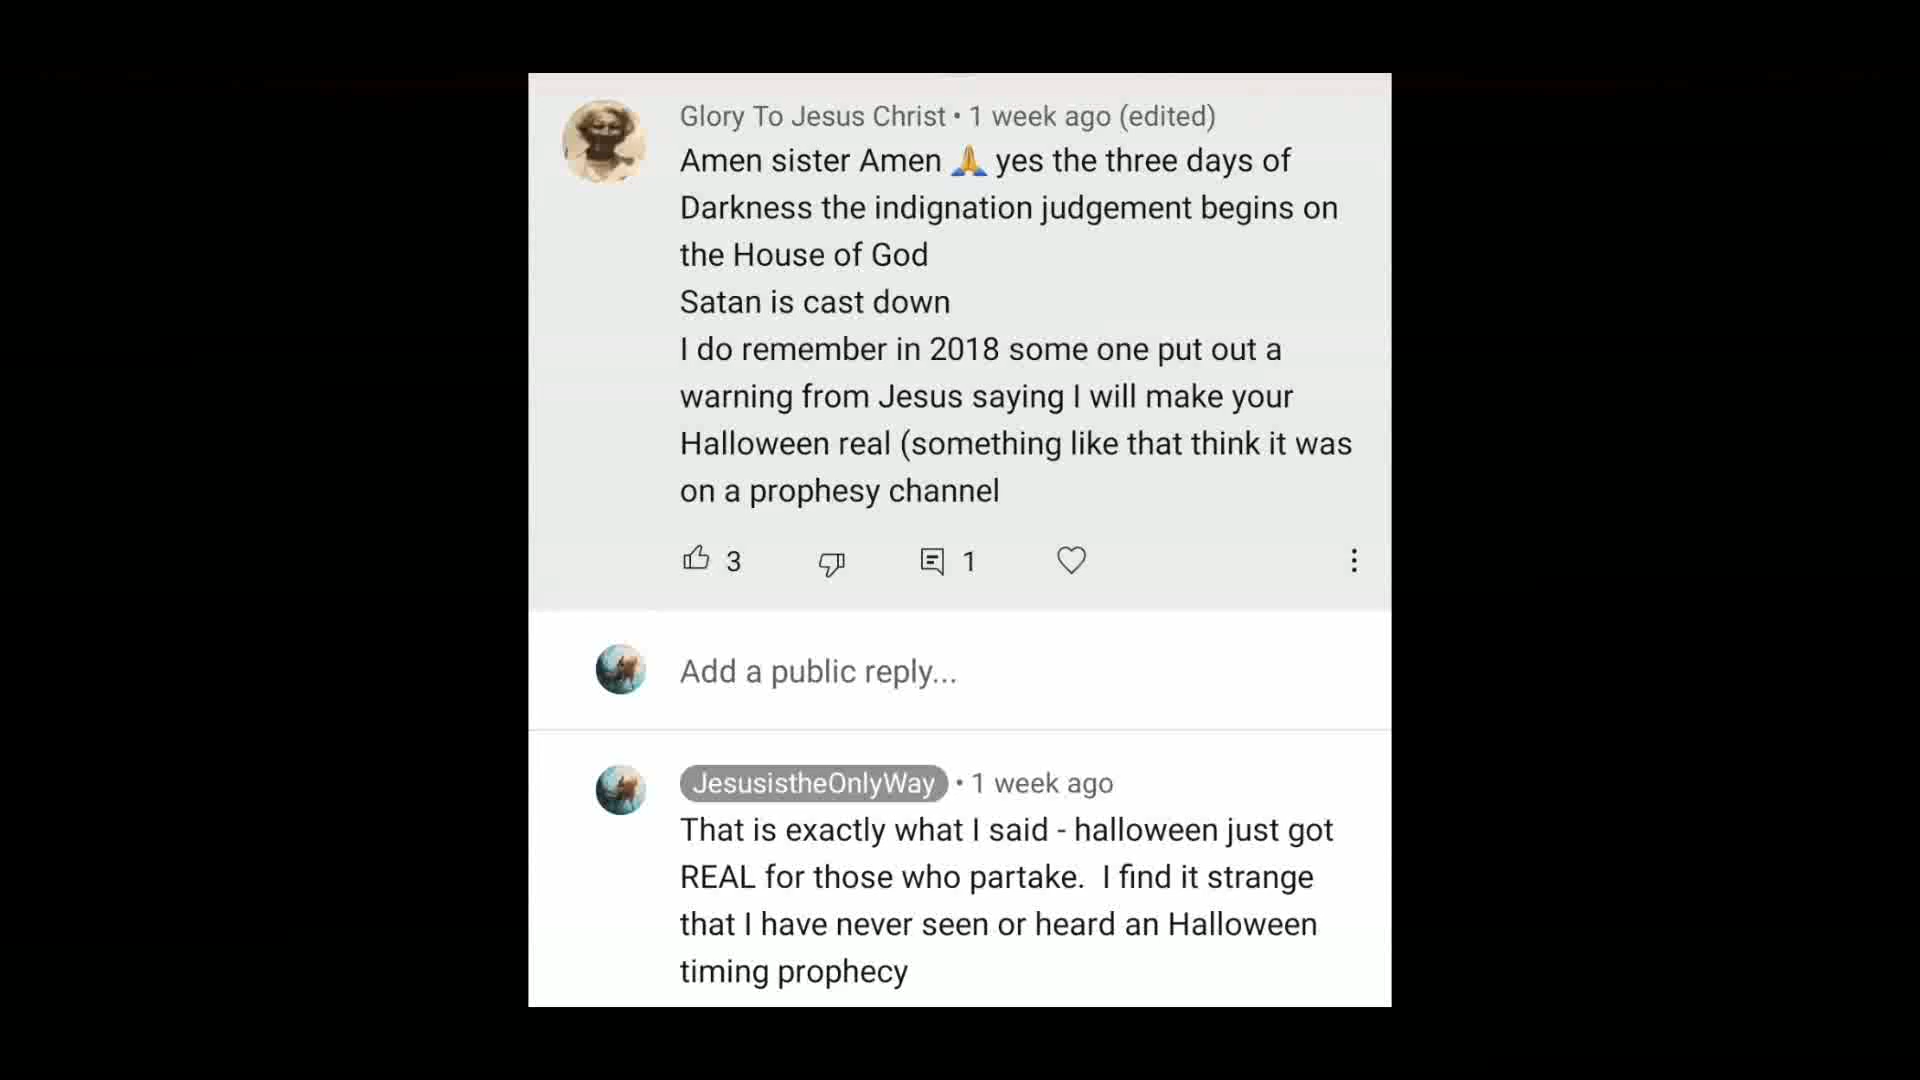 Glory To Jesus Christ • 1 week ago (edited)
Amen sister Amen 🙏 yes the three days of
Darkness the indignation judgement begins on
the House of God
Satan is cast down
I do remember in 2018 some one put out a
warning from Jesus saying I will make your
Halloween real (something like that think it was
on a prophesy channel
3 1
Add a public reply...
JesusistheOnlyWay • 1 week ago
That is exactly what I said - halloween just got
REAL for those who partake. I find it strange
that I have never seen or heard an Halloween
timing prophecy